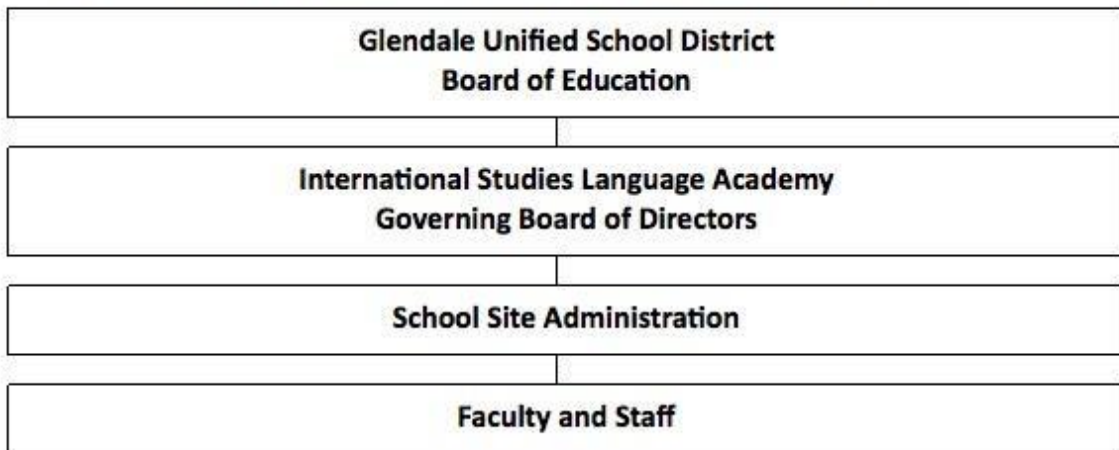 Glendale Unified School District
Board of Education
International Studies Language Academy
Governing Board of Directors
School Site Administration
Faculty and Staff